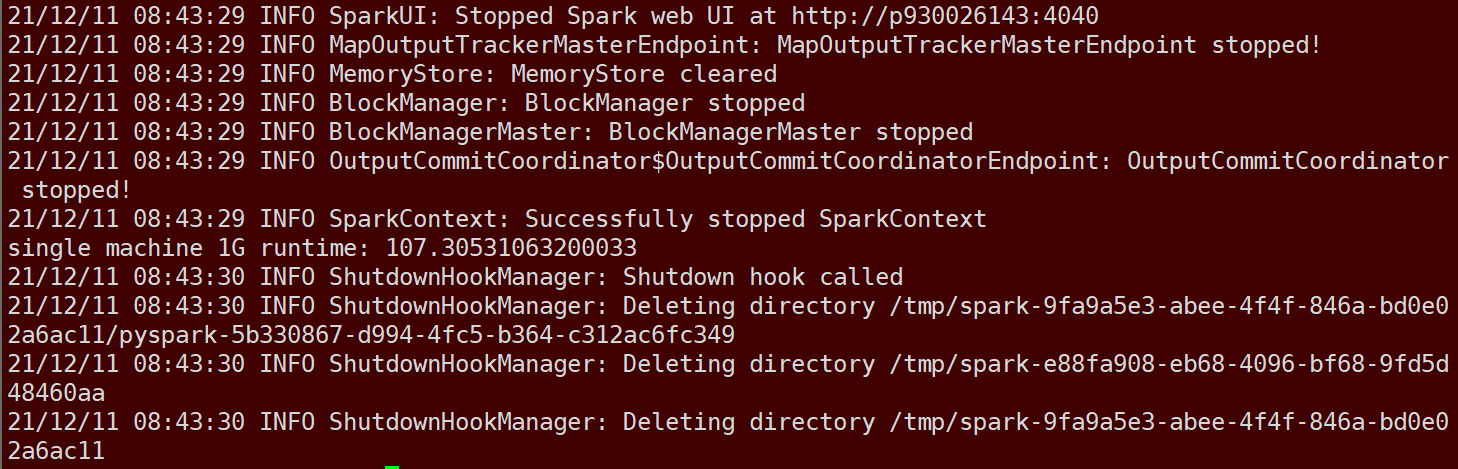 21/12/11 08:43:29 INFO SparkUI: Stopped Spark web UI at http://p930026143:4040
21/12/11 08:43:29 INFO MapOutputTrackerMasterEndpoint: MapOutputTrackerMasterEndpoint stopped!
21/12/11 08:43:29 INFO MemoryStore: MemoryStore cleared
21/12/11 08:43:29 INFO BlockManager: BlockManager stopped
21/12/11 08:43:29 INFO BlockManagerMaster: BlockManagerMaster stopped
21/12/11 08:43:29 INFO OutputCommitCoordinator$OutputCommitCoordinatorEndpoint: OutputCommitCoordinator
 stopped!
21/12/11 08:43:29 INFO SparkContext: Successfully stopped SparkContext
single machine 1G runtime: 107.30531063200033
21/12/11 08:43:30 INFO ShutdownHookManager: Shutdown hook called
21/12/11 08:43:30 INFO ShutdownHookManager: Deleting directory /tmp/spark-9fa9a5e3-abee-4f4f-846a-bd0e0
2a6ac11/pyspark-5b330867-d994-4fc5-b364-c312ac6fc349
21/12/11 08:43:30 INFO ShutdownHookManager: Deleting directory /tmp/spark-e88fa908-eb68-4096-bf68-9fd5d
48460aa
21/12/11 08:43:30 INFO ShutdownHookManager: Deleting directory /tmp/spark-9fa9a5e3-abee-4f4f-846a-bd0e0
2a6ac11